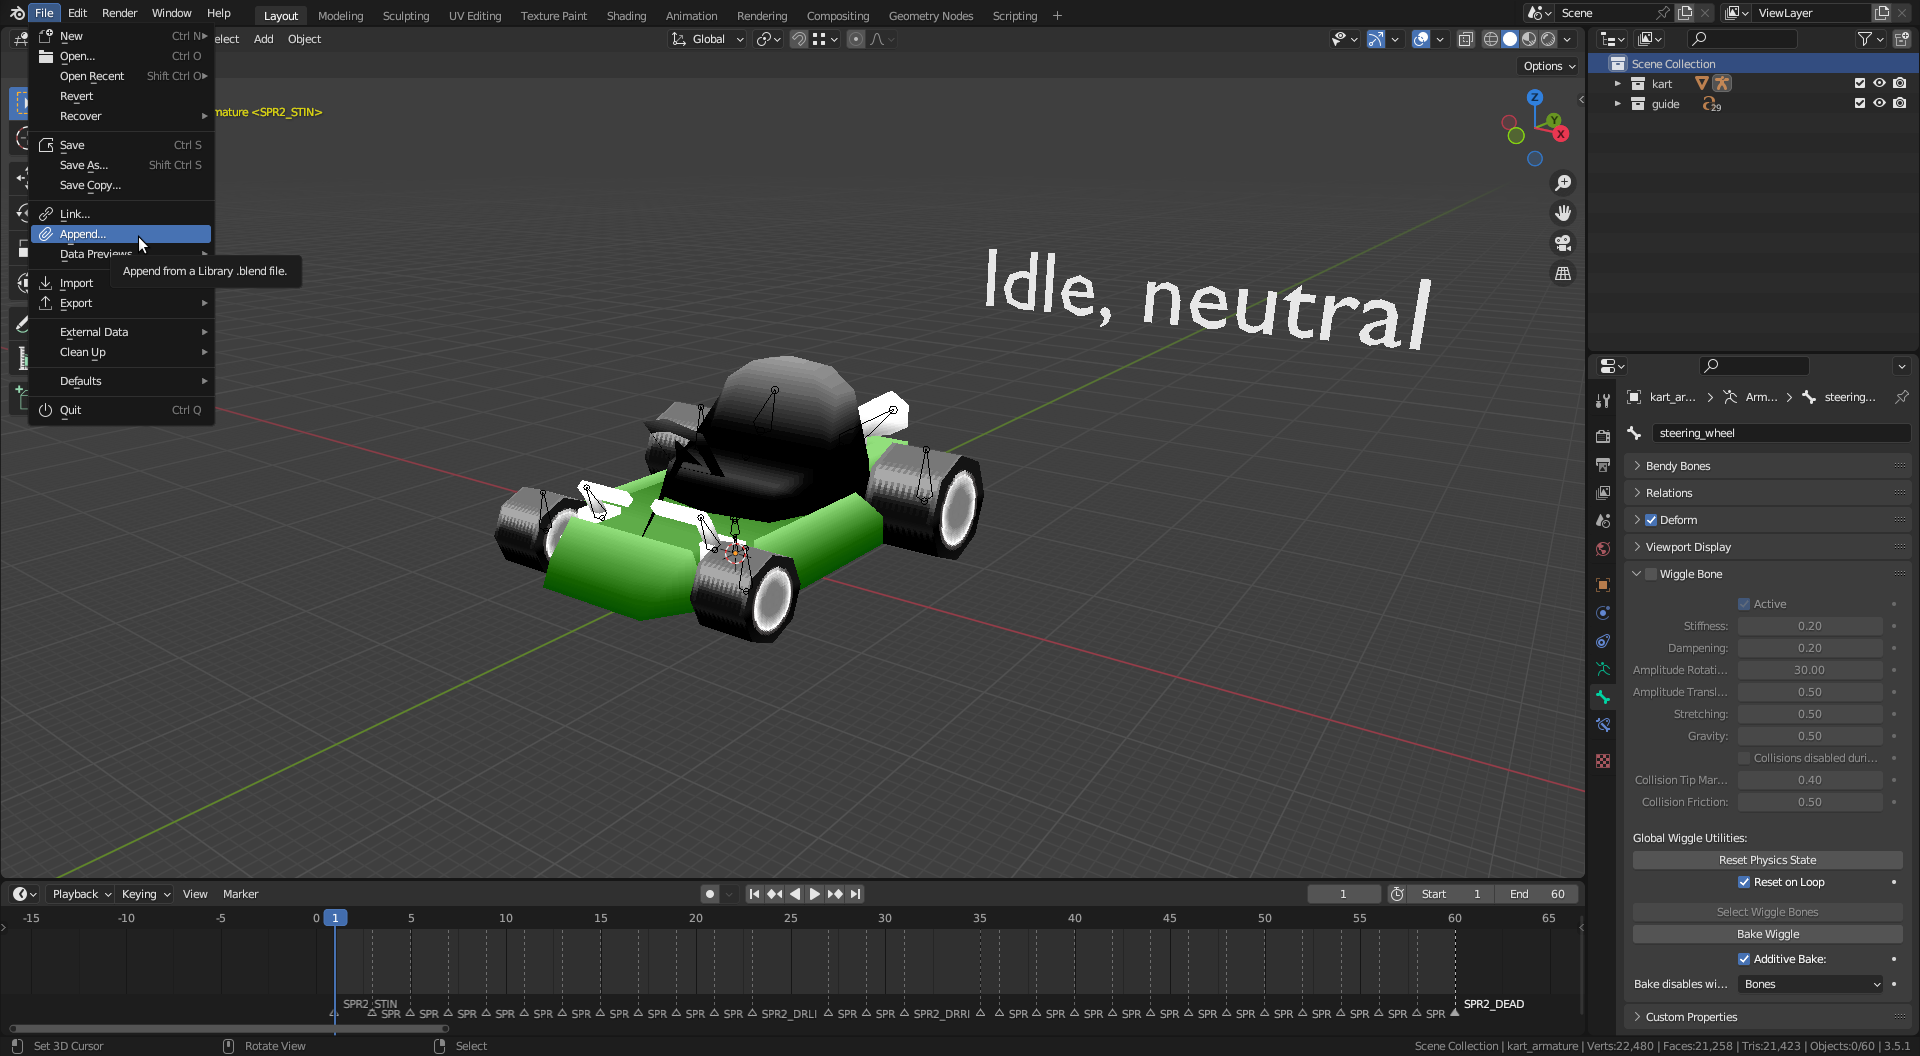 File Edit Render Window Help Layout Modeling Sculpting UV Editing Texture Paint Shading Animation Rendering Compositing Geometry Nodes Scripting + Scene ViewLayer
New Ctrl N
Open... Ctrl O
Open Recent Shift Ctrl O
Revert
Recover
Save Ctrl S
Save As... Shift Ctrl S
Save Copy...
Link...
Append...
Data Previews
Append from a Library .blend file.
Import
Export
External Data
Clean Up
Defaults
Quit Ctrl Q
elect Add Object Global
Options
mature <SPR2_STIN>
Z
Y
X
Idle, neutral
Scene Collection
kart
guide 29
kart_ar... Arm... steering...
steering_wheel
Bendy Bones
Relations
Deform
Viewport Display
Wiggle Bone
Active
Stiffness: 0.20
Dampening: 0.20
Amplitude Rotati... 30.00
Amplitude Transl... 0.50
Stretching: 0.50
Gravity: 0.50
Collisions disabled duri...
Collision Tip Mar... 0.40
Collision Friction: 0.50
Global Wiggle Utilities:
Reset Physics State
Reset on Loop
Select Wiggle Bones
Bake Wiggle
Additive Bake:
Bake disables wi... Bones
Custom Properties
Playback Keying View Marker 1 Start 1 End 60
-15 -10 -5 0 1 5 10 15 20 25 30 35 40 45 50 55 60 65
SPR2_STIN SPR2_DEAD
SPR SPR SPR SPR SPR SPR SPR SPR SPR SPR SPR2_DRLI SPR SPR SPR2_DRRI SPR SPR SPR SPR SPR SPR SPR SPR SPR SPR SPR SPR
Set 3D Cursor Rotate View Select Scene Collection | kart_armature | Verts:22,480 | Faces:21,258 | Tris:21,423 | Objects:0/60 | 3.5.1